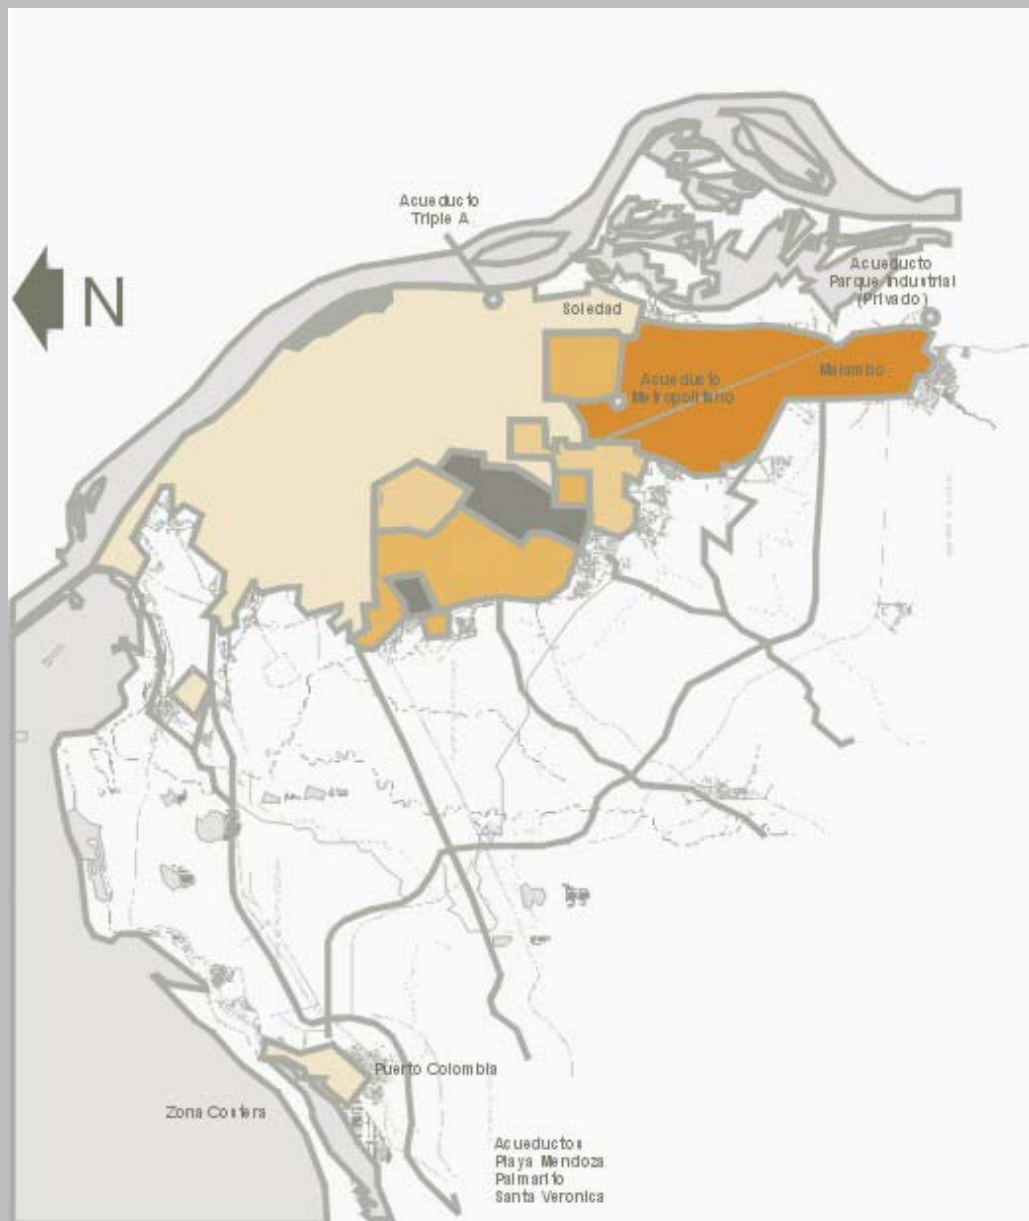 Acueducto
Triple A
N
Acueducto
Parque Industrial
(Privado)
Soledad
Acueducto
Metropolitano
Malambo
Puerto Colombia
Zona Costera
Acueductos
Playa Mendoza
Palmarito
Santa Veronica